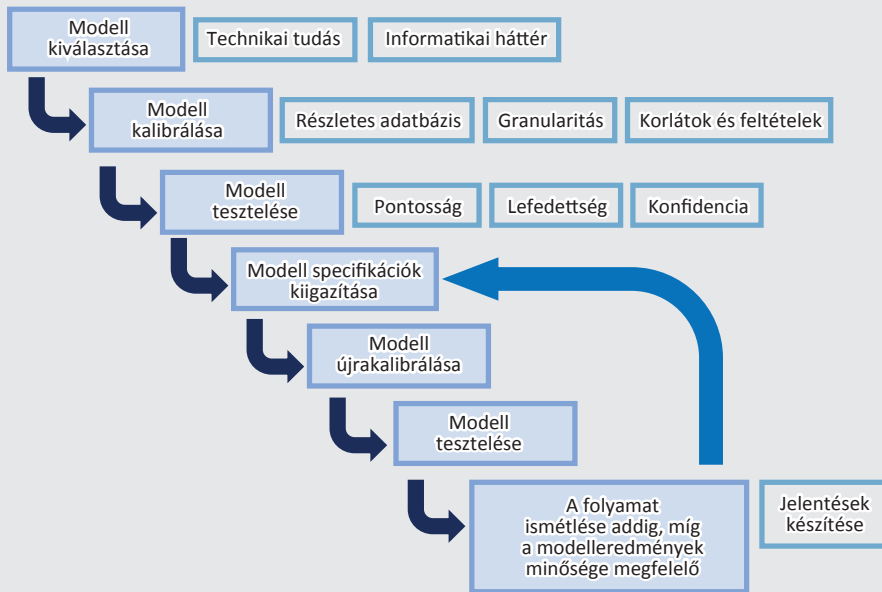 Modell
kiválasztása
Technikai tudás
Informatikai háttér
Modell
kalibrálása
Részletes adatbázis
Granularitás
Korlátok és feltételek
Modell
tesztelése
Pontosság
Lefedettség
Konfidencia
Modell specifikációk
kiigazítása
Modell
újrakalibrálása
Modell
tesztelése
A folyamat
ismétlése addig, míg
a modelleredmények
minősége megfelelő
Jelentések
készítése